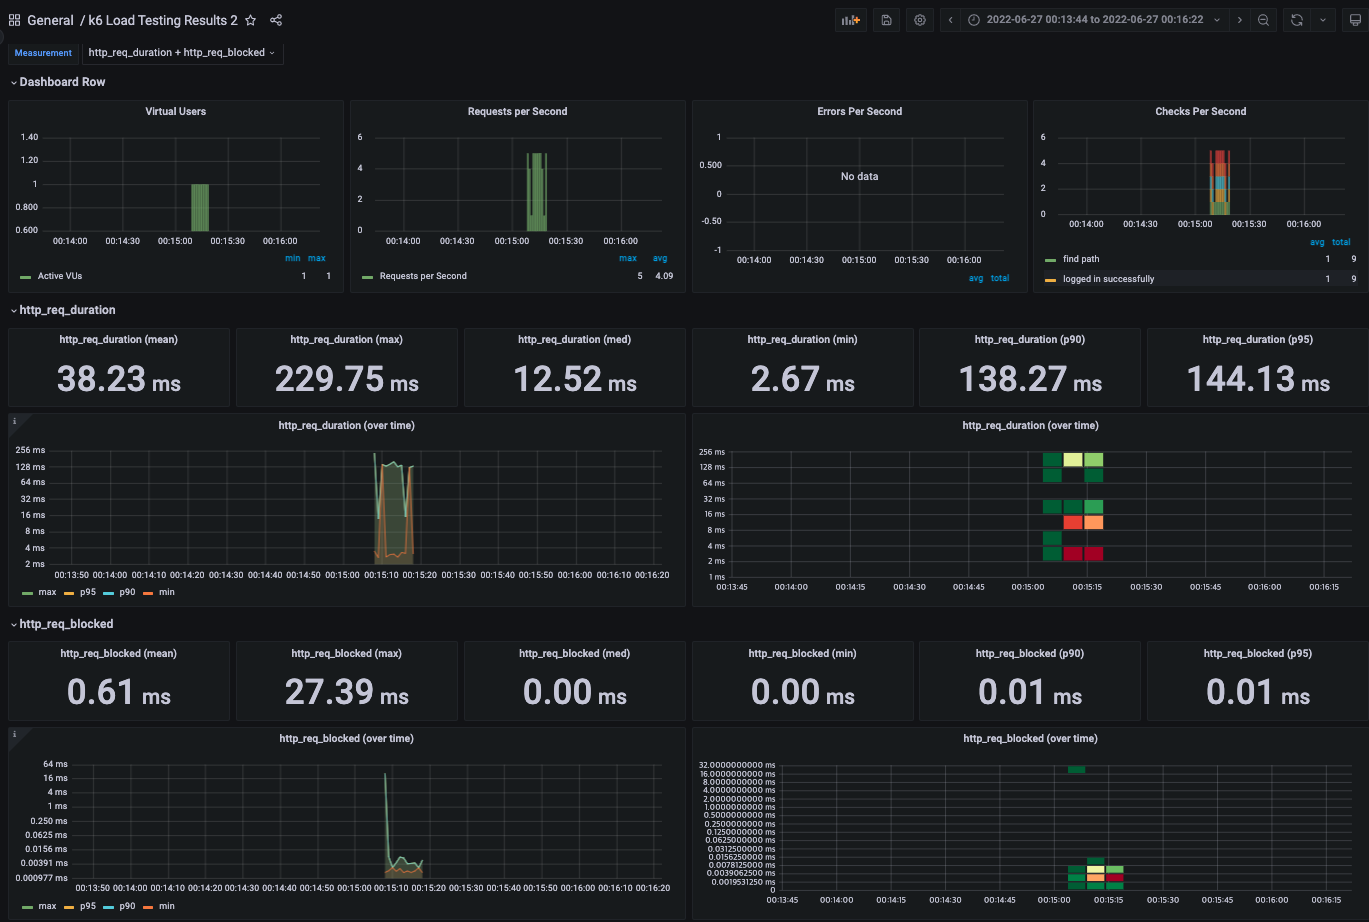 General / k6 Load Testing Results 2
2022-06-27 00:13:44 to 2022-06-27 00:16:22
Measurement http_req_duration + http_req_blocked
Dashboard Row
Virtual Users
1.40
1.20
1
0.800
0.600
00:14:00 00:14:30 00:15:00 00:15:30 00:16:00
min max
Active VUs 1 1
Requests per Second
6
4
2
0
00:14:00 00:14:30 00:15:00 00:15:30 00:16:00
max avg
Requests per Second 5 4.09
Errors Per Second
1
0.500
0
-0.50
-1
No data
00:14:00 00:14:30 00:15:00 00:15:30 00:16:00
avg total
Checks Per Second
6
4
2
0
00:14:00 00:14:30 00:15:00 00:15:30 00:16:00
avg total
find path 1 9
logged in successfully 1 9
http_req_duration
http_req_duration (mean)
38.23 ms
http_req_duration (max)
229.75 ms
http_req_duration (med)
12.52 ms
http_req_duration (min)
2.67 ms
http_req_duration (p90)
138.27 ms
http_req_duration (p95)
144.13 ms
i
http_req_duration (over time)
256 ms
128 ms
64 ms
32 ms
16 ms
8 ms
4 ms
2 ms
00:13:50 00:14:00 00:14:10 00:14:20 00:14:30 00:14:40 00:14:50 00:15:00 00:15:10 00:15:20 00:15:30 00:15:40 00:15:50 00:16:00 00:16:10 00:16:20
max p95 p90 min
http_req_duration (over time)
256 ms
128 ms
64 ms
32 ms
16 ms
8 ms
4 ms
2 ms
1 ms
00:13:45 00:14:00 00:14:15 00:14:30 00:14:45 00:15:00 00:15:15 00:15:30 00:15:45 00:16:00 00:16:15
http_req_blocked
http_req_blocked (mean)
0.61 ms
http_req_blocked (max)
27.39 ms
http_req_blocked (med)
0.00 ms
http_req_blocked (min)
0.00 ms
http_req_blocked (p90)
0.01 ms
http_req_blocked (p95)
0.01 ms
i
http_req_blocked (over time)
64 ms
16 ms
4 ms
1 ms
0.250 ms
0.0625 ms
0.0156 ms
0.00391 ms
0.000977 ms
00:13:50 00:14:00 00:14:10 00:14:20 00:14:30 00:14:40 00:14:50 00:15:00 00:15:10 00:15:20 00:15:30 00:15:40 00:15:50 00:16:00 00:16:10 00:16:20
max p95 p90 min
http_req_blocked (over time)
32.0000000000 ms
16.0000000000 ms
8.0000000000 ms
4.0000000000 ms
2.0000000000 ms
1.0000000000 ms
0.5000000000 ms
0.2500000000 ms
0.1250000000 ms
0.0625000000 ms
0.0312500000 ms
0.0156250000 ms
0.0078125000 ms
0.0039062500 ms
0.0019531250 ms
0
00:13:45 00:14:00 00:14:15 00:14:30 00:14:45 00:15:00 00:15:15 00:15:30 00:15:45 00:16:00 00:16:15